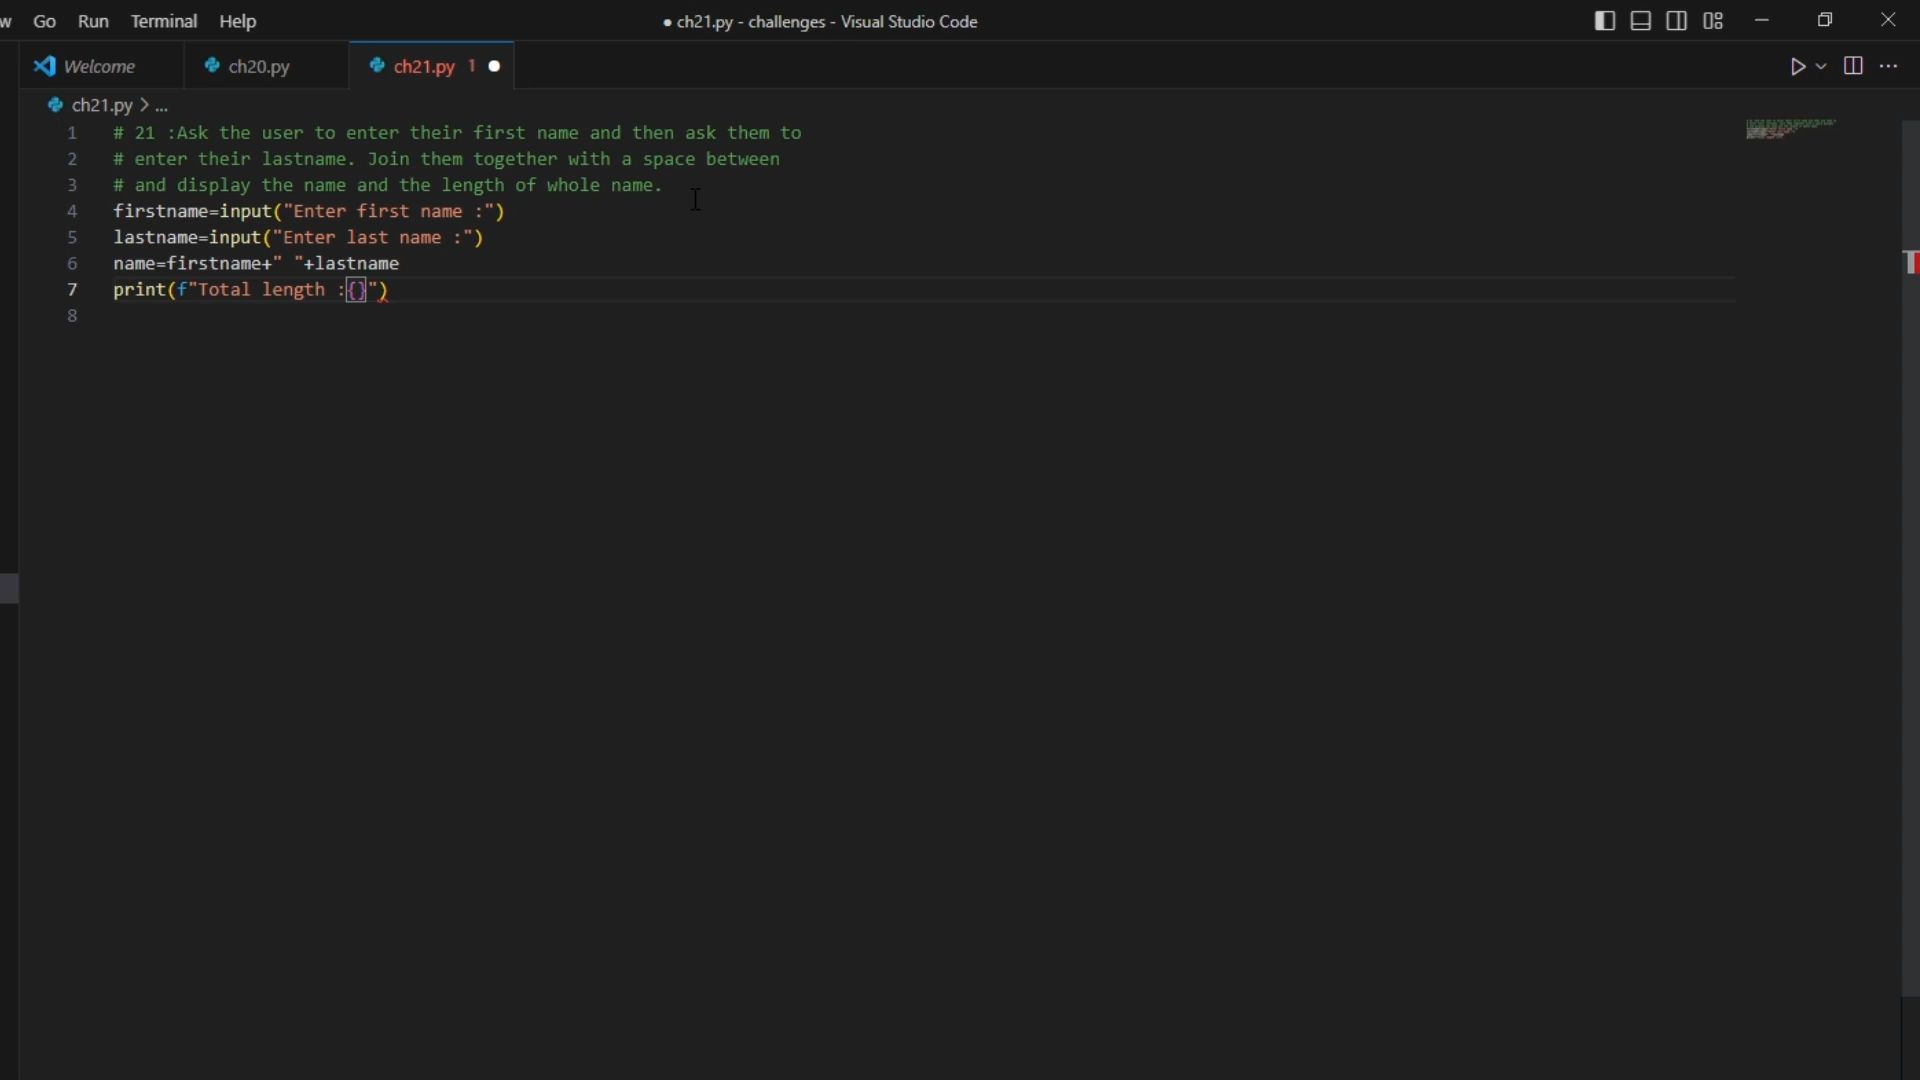 w Go Run Terminal Help
● ch21.py - challenges - Visual Studio Code
Welcome ch20.py ch21.py 1
ch21.py > ...
1 # 21 :Ask the user to enter their first name and then ask them to
2 # enter their lastname. Join them together with a space between
3 # and display the name and the length of whole name.
4 firstname=input("Enter first name :")
5 lastname=input("Enter last name :")
6 name=firstname+" "+lastname
7 print(f"Total length :{}")
8